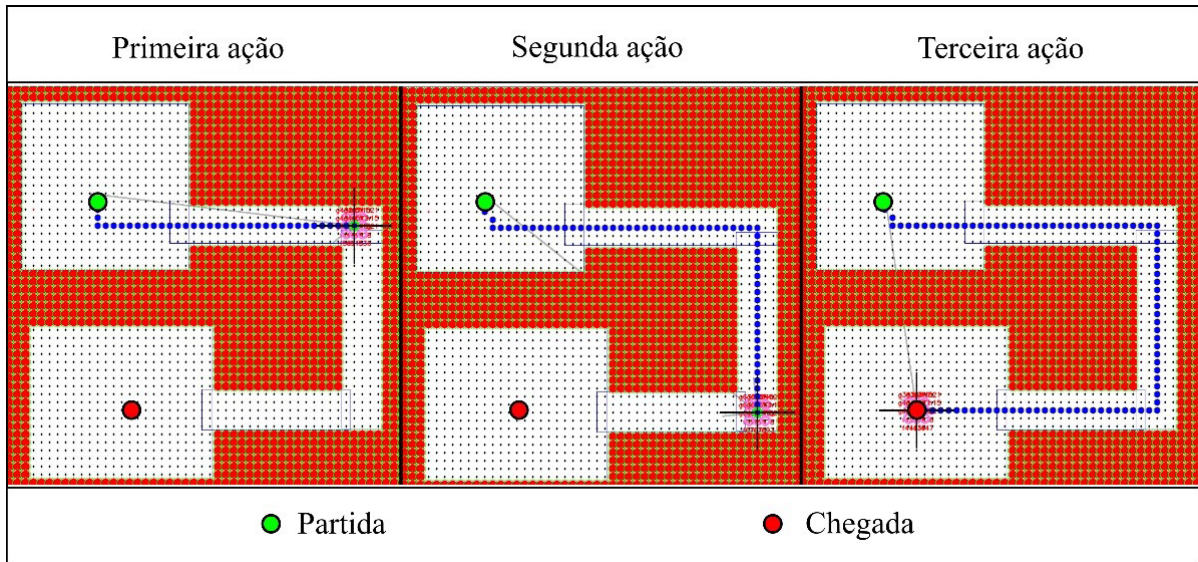 Primeira ação
Segunda ação
Terceira ação
Partida
Chegada